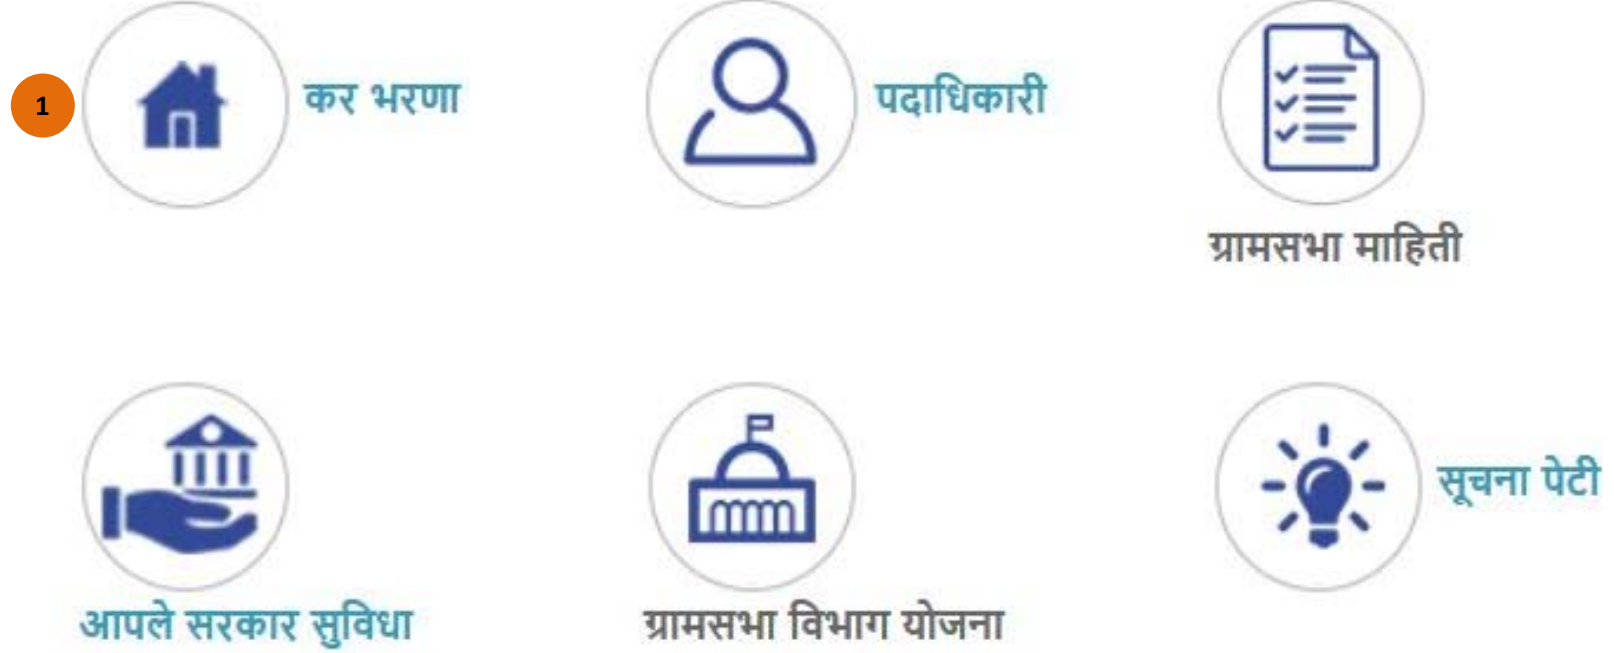 1
कर भरणा
पदाधिकारी
ग्रामसभा माहिती
आपले सरकार सुविधा
ग्रामसभा विभाग योजना
सूचना पेटी